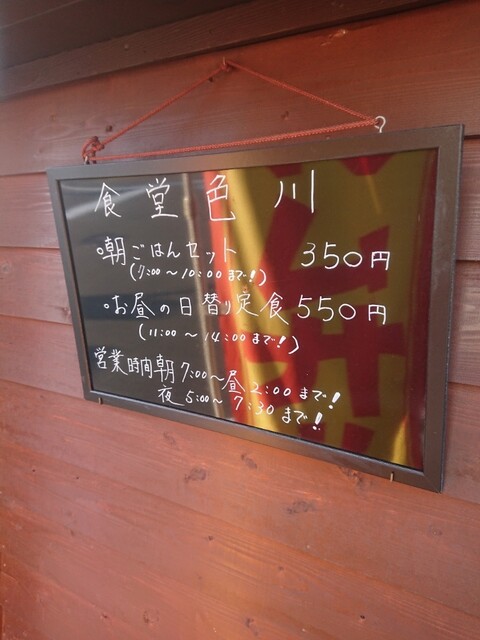 食堂色川
・朝ごはんセット 350円
(7:00〜10:00まで!)
・お昼の日替り定食550円
(11:00〜14:00まで!)
営業時間朝7:00〜昼2:00まで!
夜5:00〜7:30まで!